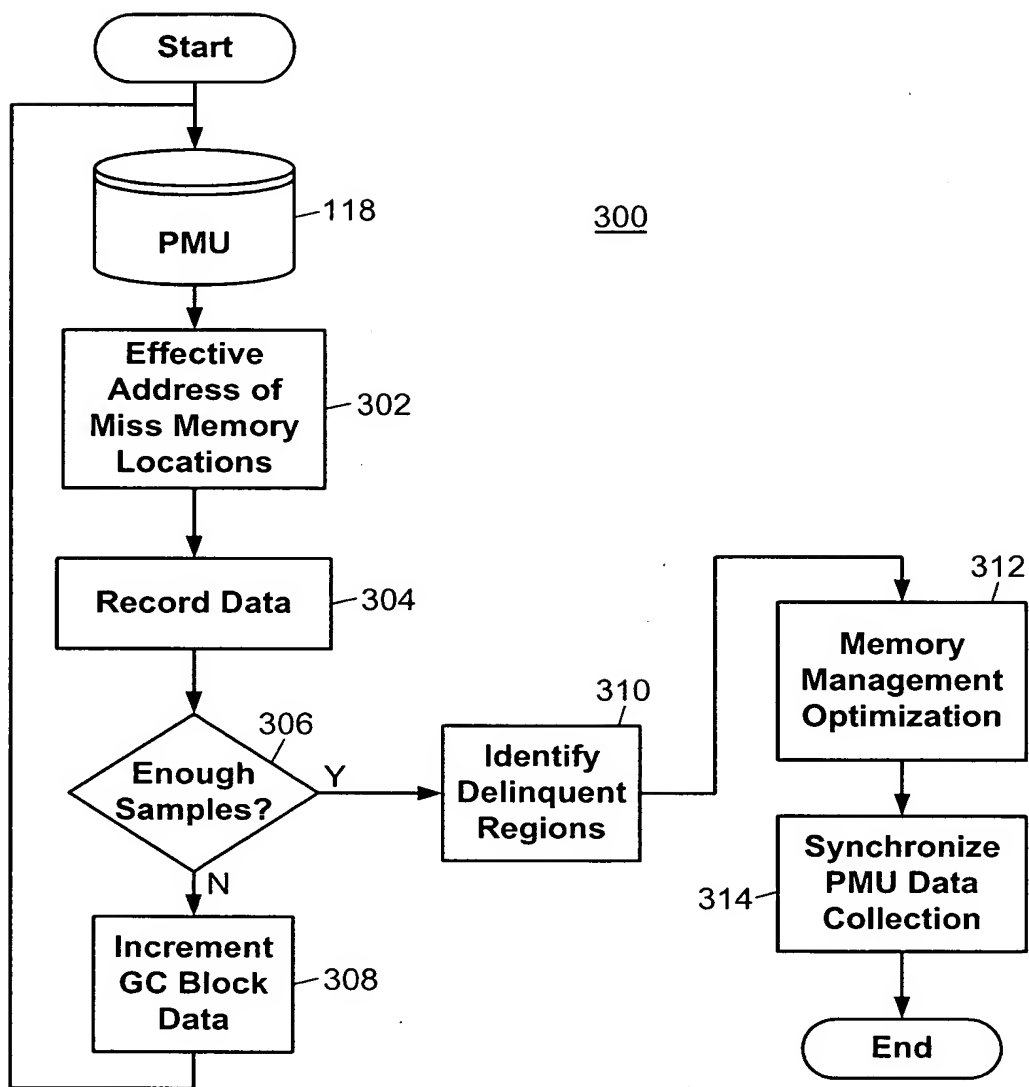 Start
PMU
118
300
Effective
Address of
Miss Memory
Locations
302
Record Data
304
306
Enough
Samples?
Y
N
Increment
GC Block
Data
308
310
Identify
Delinquent
Regions
312
Memory
Management
Optimization
Synchronize
PMU Data
Collection
314
End